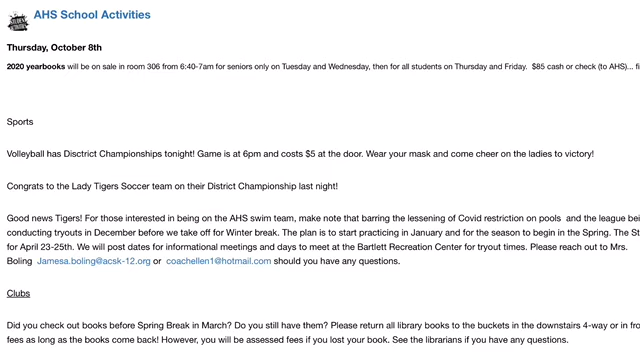 AHS School Activities
Thursday, October 8th
2020 yearbooks will be on sale in room 306 from 6:40-7am for seniors only on Tuesday and Wednesday, then for all students on Thursday and Friday.  $85 cash or check (to AHS)...
Sports
Volleyball has Disctrict Championships tonight! Game is at 6pm and costs $5 at the door. Wear your mask and come cheer on the ladies to victory!
Congrats to the Lady Tigers Soccer team on their District Championship last night!
Good news Tigers! For those interested in being on the AHS swim team, make note that barring the lessening of Covid restriction on pools  and the league
conducting tryouts in December before we take off for Winter break. The plan is to start practicing in January and for the season to begin in the Spring. The
for April 23-25th. We will post dates for informational meetings and days to meet at the Bartlett Recreation Center for tryout times. Please reach out to Mrs.
Boling  Jamesa.boling@acsk-12.org or  coachellen1@hotmail.com should you have any questions.
Clubs
Did you check out books before Spring Break in March? Do you still have them? Please return all library books to the buckets in the downstairs 4-way or in
fees as long as the books come back! However, you will be assessed fees if you lost your book. See the librarians if you have any questions.